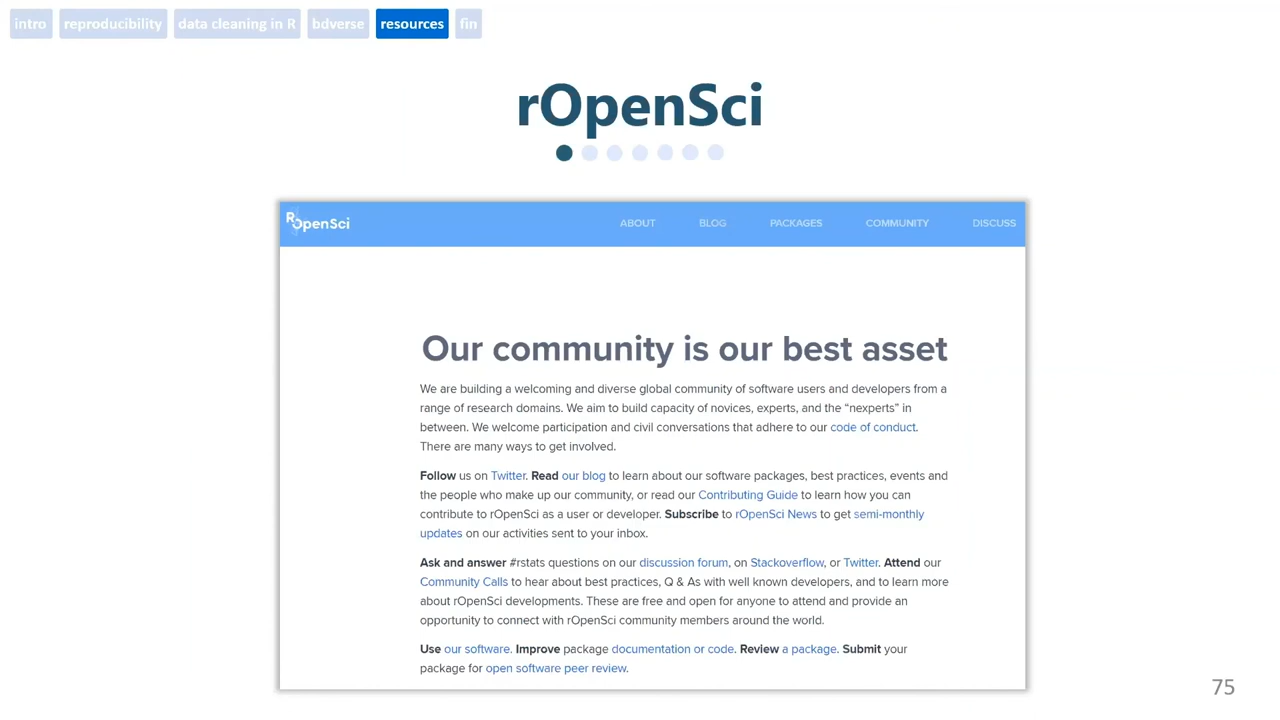 intro reproducibility data cleaning in R bdverse resources fin
rOpenSci
ROpenSci ABOUT BLOG PACKAGES COMMUNITY DISCUSS
Our community is our best asset
We are building a welcoming and diverse global community of software users and developers from a
range of research domains. We aim to build capacity of novices, experts, and the “nexperts” in
between. We welcome participation and civil conversations that adhere to our code of conduct.
There are many ways to get involved.
Follow us on Twitter. Read our blog to learn about our software packages, best practices, events and
the people who make up our community, or read our Contributing Guide to learn how you can
contribute to rOpenSci as a user or developer. Subscribe to rOpenSci News to get semi-monthly
updates on our activities sent to your inbox.
Ask and answer #rstats questions on our discussion forum, on Stackoverflow, or Twitter. Attend our
Community Calls to hear about best practices, Q & As with well known developers, and to learn more
about rOpenSci developments. These are free and open for anyone to attend and provide an
opportunity to connect with rOpenSci community members around the world.
Use our software. Improve package documentation or code. Review a package. Submit your
package for open software peer review.
75